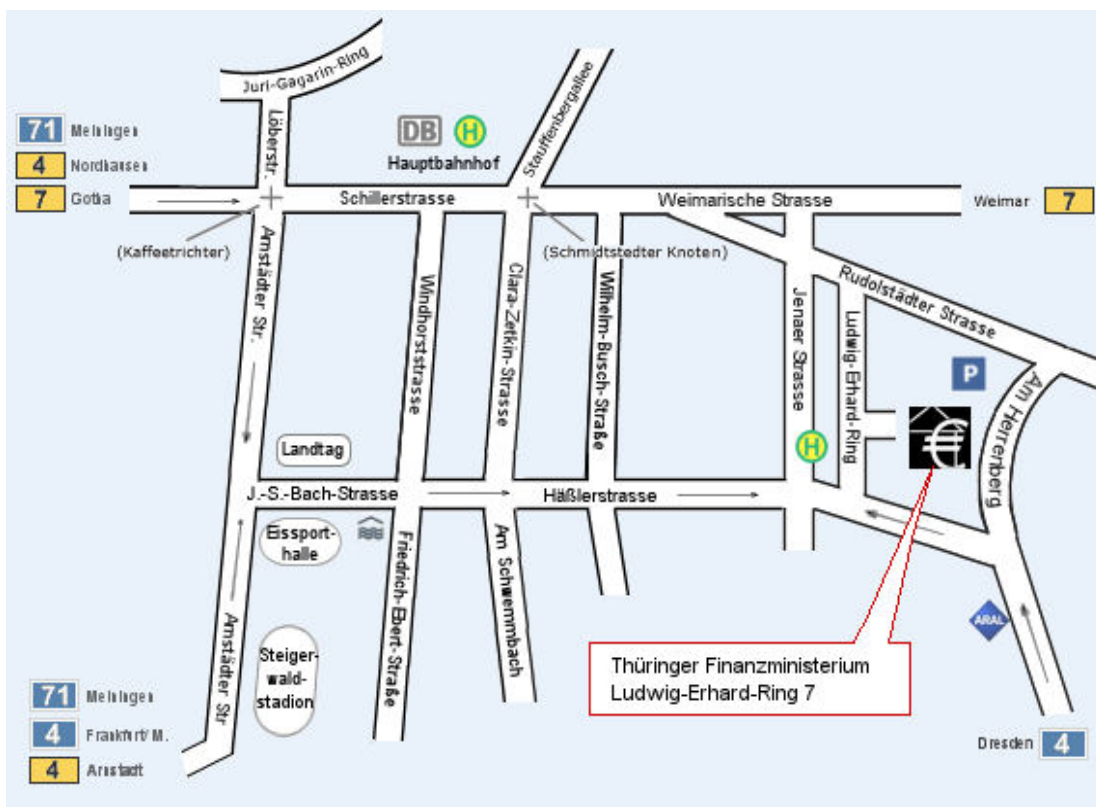 Juri-Gagarin-Ring
Löberstr.
Stauffenbergallee
71 Meiningen
4 Nordhausen
7 Gotha
DB H
Hauptbahnhof
Schillerstrasse
Weimarische Strasse
Weimar 7
(Kaffeetrichter)
(Schmidtstedter Knoten)
Arnstädter Str.
Windhorststrasse
Clara-Zetkin-Strasse
Wilhelm-Busch-Straße
Jenaer Strasse
Ludwig-Erhard-Ring
Rudolstädter Strasse
P
Am Herrenberg
€
H
Landtag
J.-S.-Bach-Strasse
Häßlerstrasse
Eissport-
halle
Friedrich-Ebert-Straße
Am Schwemmbach
Arnstädter Str
Steiger-
wald-
stadion
ARAL
Thüringer Finanzministerium
Ludwig-Erhard-Ring 7
71 Meiningen
4 Frankfurt/M.
4 Arnstadt
Dresden 4